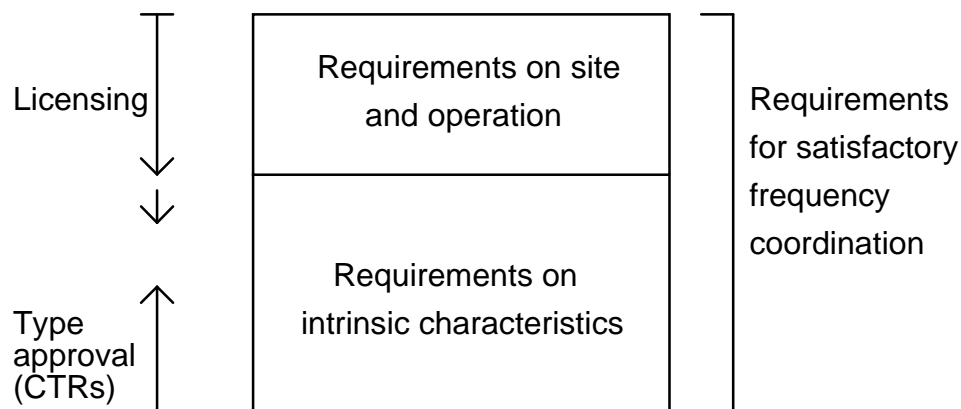 Licensing
Requirements on site
and operation
Requirements
for satisfactory
frequency
coordination
Requirements on
intrinsic characteristics
Type
approval
(CTRs)